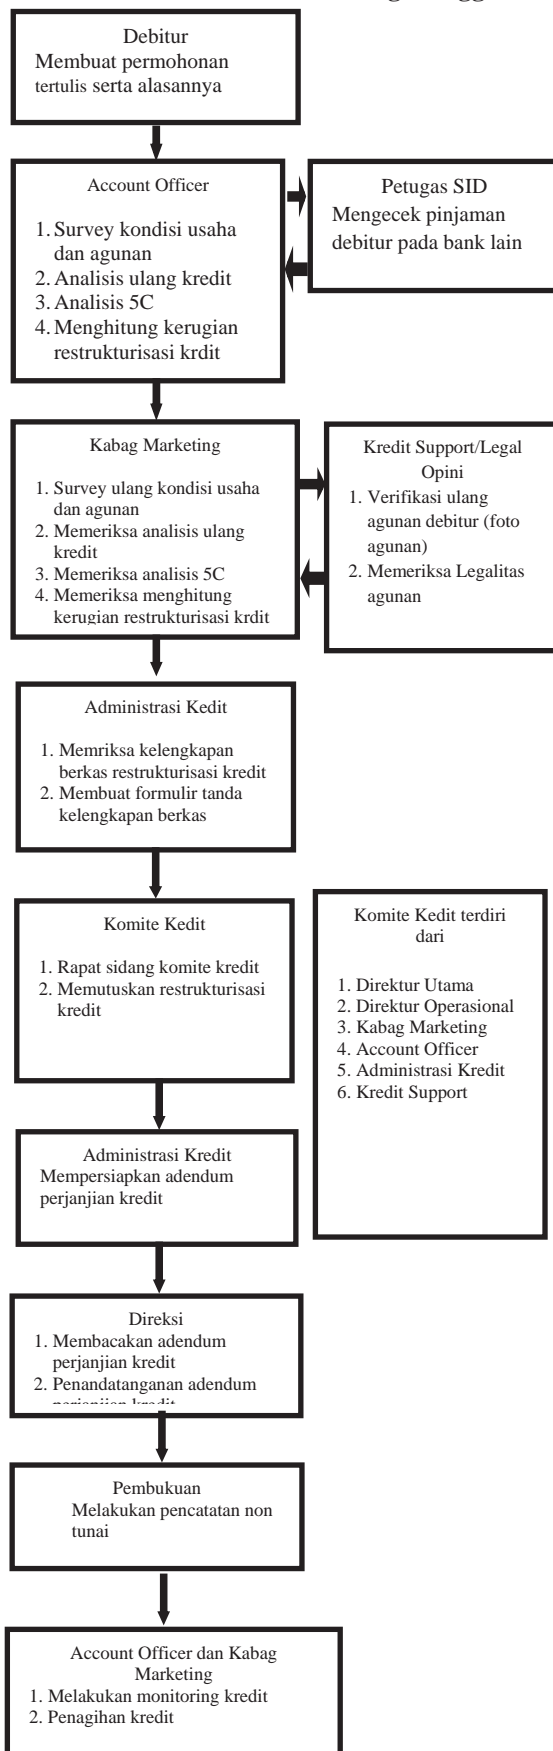 Debitur
Membuat permohonan
tertulis serta alasannya
Account Officer
1. Survey kondisi usaha
dan agunan
2. Analisis ulang kredit
3. Analisis 5C
4. Menghitung kerugian
restrukturisasi krdit
Petugas SID
Mengecek pinjaman
debitur pada bank lain
Kabag Marketing
1. Survey ulang kondisi usaha
dan agunan
2. Memeriksa analisis ulang
kredit
3. Memeriksa analisis 5C
4. Memeriksa menghitung
kerugian restrukturisasi krdit
Kredit Support/Legal
Opini
1. Verifikasi ulang
agunan debitur (foto
agunan)
2. Memeriksa Legalitas
agunan
Administrasi Kedit
1. Memriksa kelengkapan
berkas restrukturisasi kredit
2. Membuat formulir tanda
kelengkapan berkas
Komite Kedit
1. Rapat sidang komite kredit
2. Memutuskan restrukturisasi
kredit
Komite Kedit terdiri
dari
1. Direktur Utama
2. Direktur Operasional
3. Kabag Marketing
4. Account Officer
5. Administrasi Kredit
6. Kredit Support
Administrasi Kredit
Mempersiapkan adendum
perjanjian kredit
Direksi
1. Membacakan adendum
perjanjian kredit
2. Penandatanganan adendum
perjanjian kredit
Pembukuan
Melakukan pencatatan non
tunai
Account Officer dan Kabag
Marketing
1. Melakukan monitoring kredit
2. Penagihan kredit